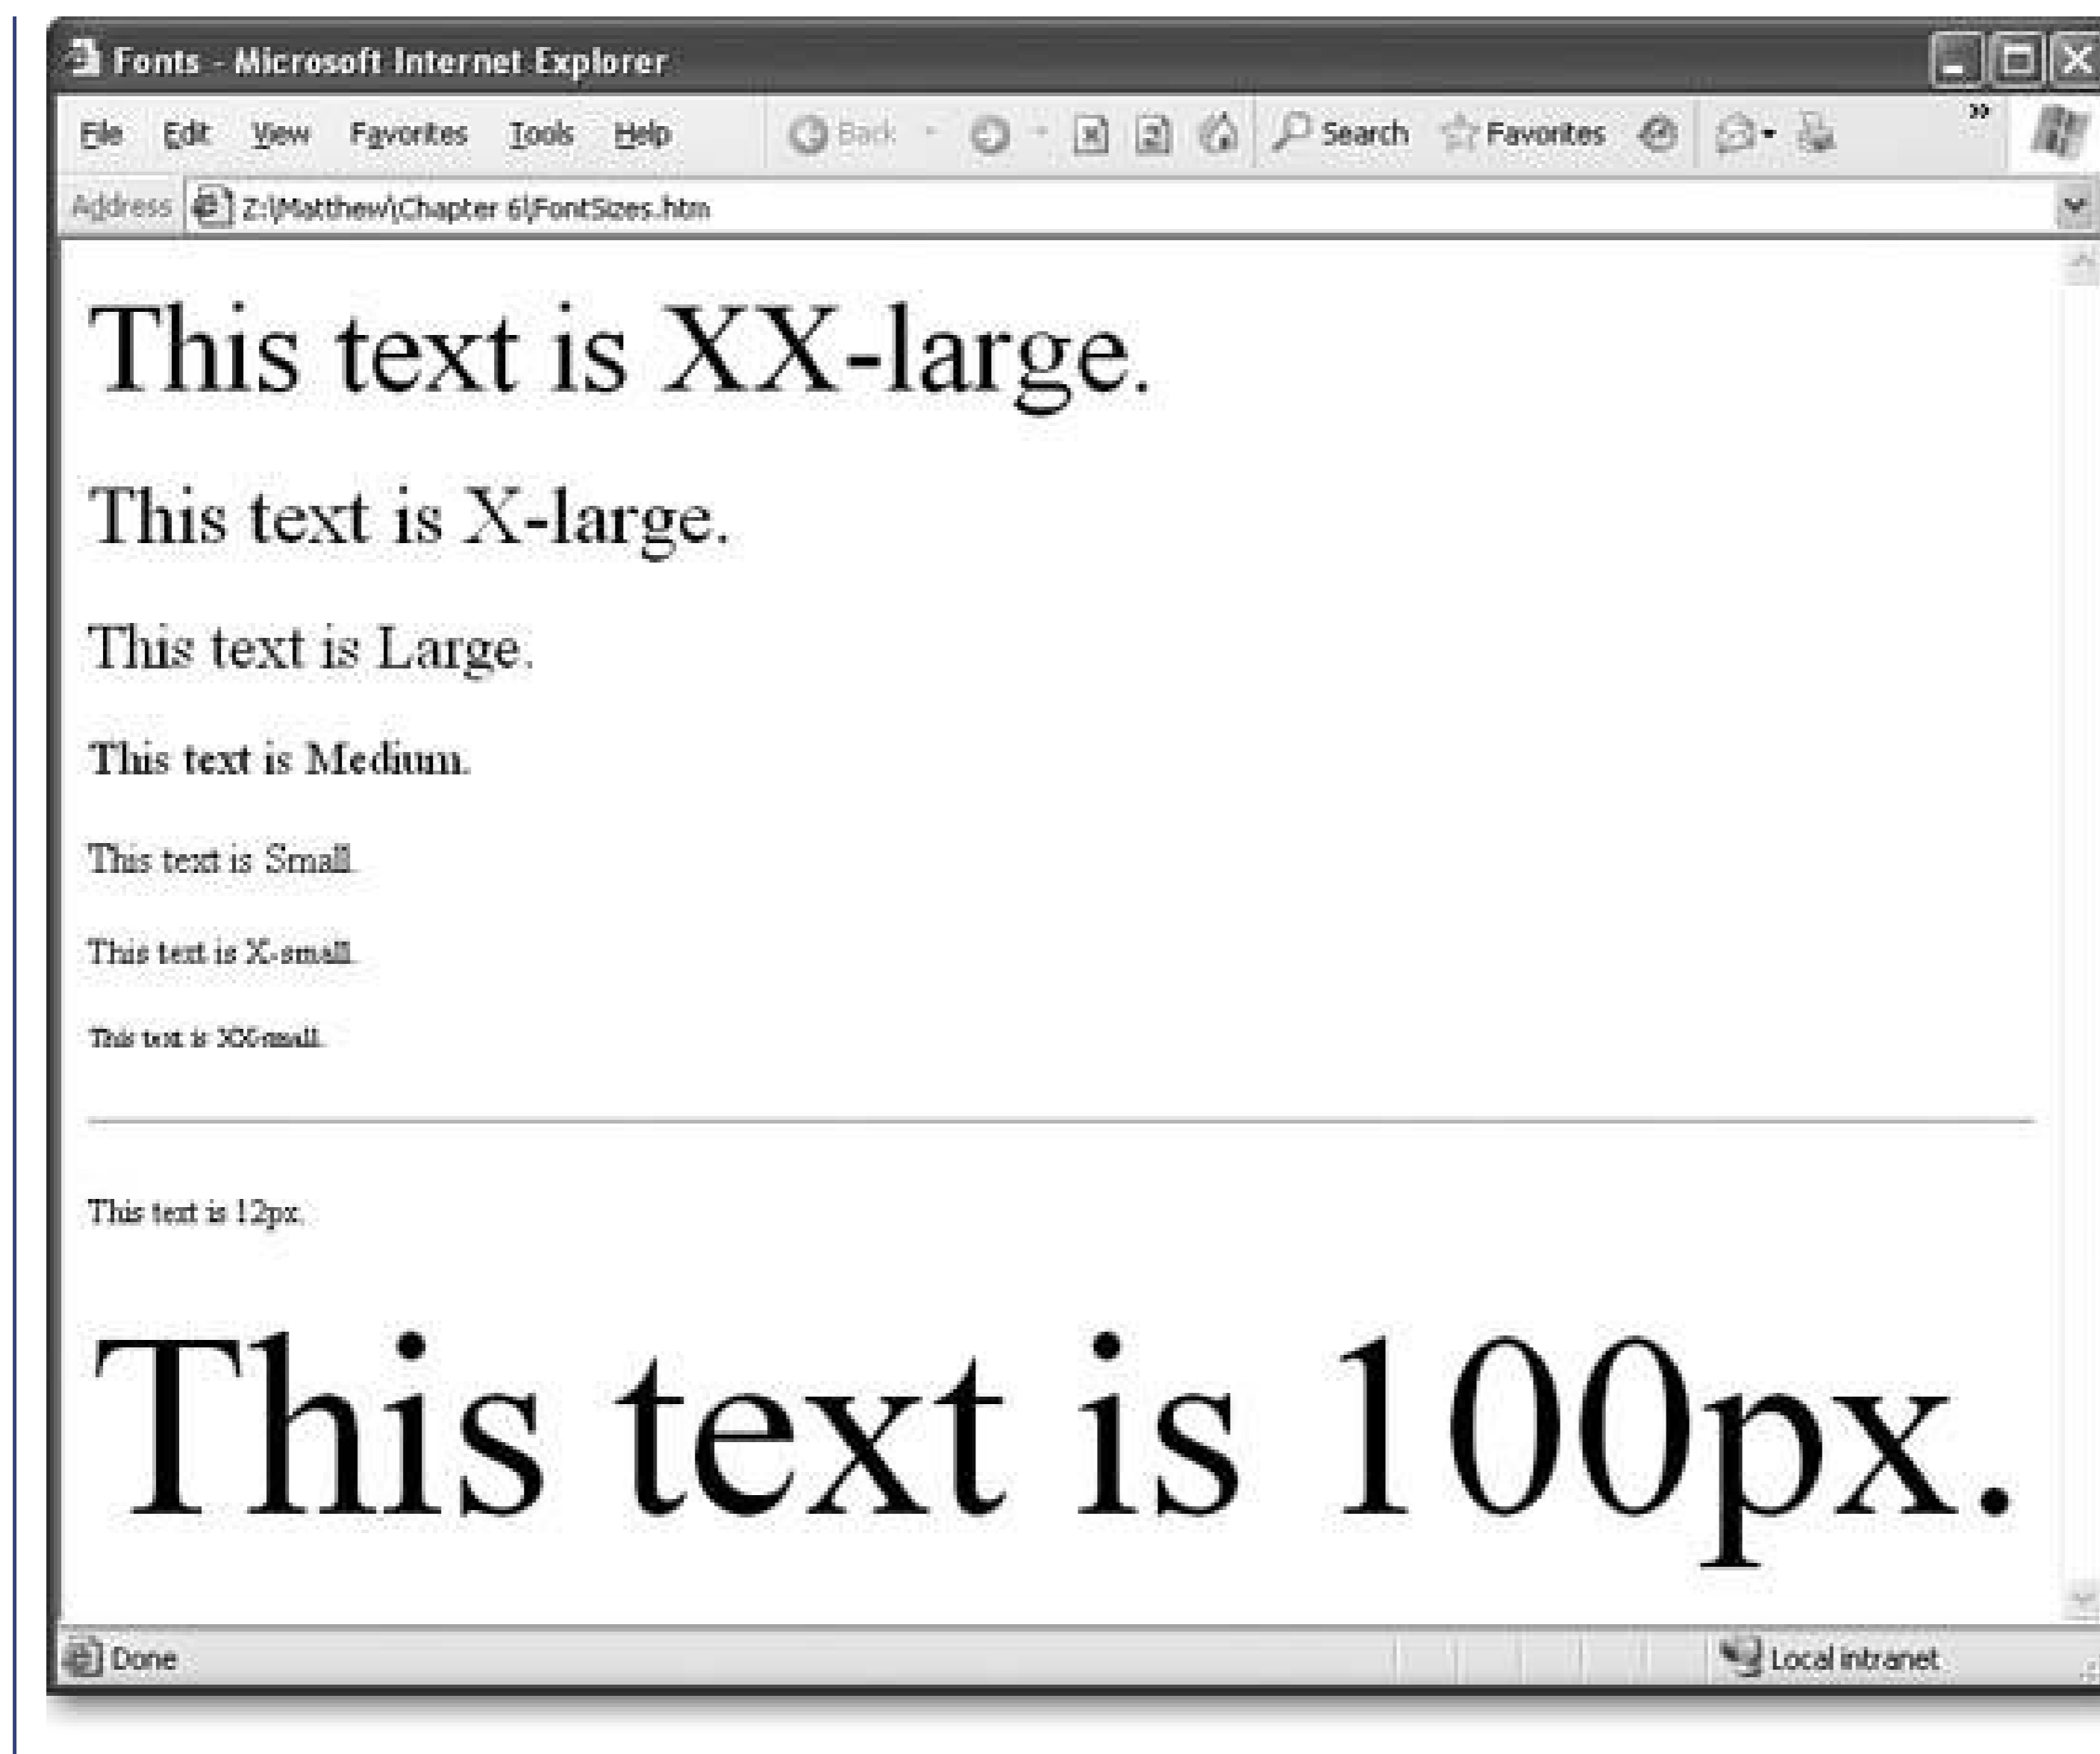 Fonts - Microsoft Internet Explorer
File Edit View Favorites Tools Help Back Search Favorites »
Address Z:\Matthew\Chapter 6\FontSizes.htm
This text is XX-large.
This text is X-large.
This text is Large.
This text is Medium.
This text is Small.
This text is X-small.
This text is XX-small.
This text is 12px.
This text is 100px.
Done Local intranet